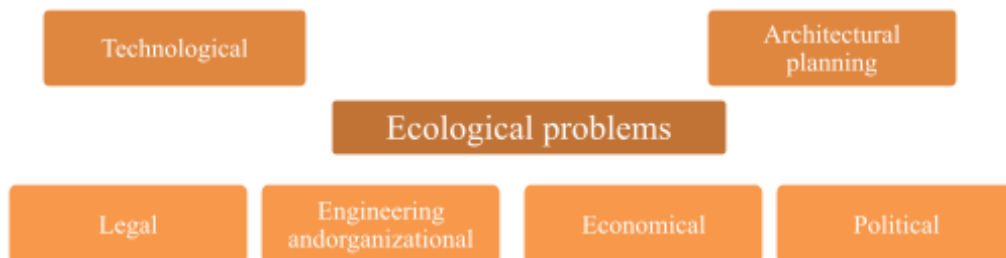 Technological
Architectural
planning
Ecological problems
Legal
Engineering
andorganizational
Economical
Political